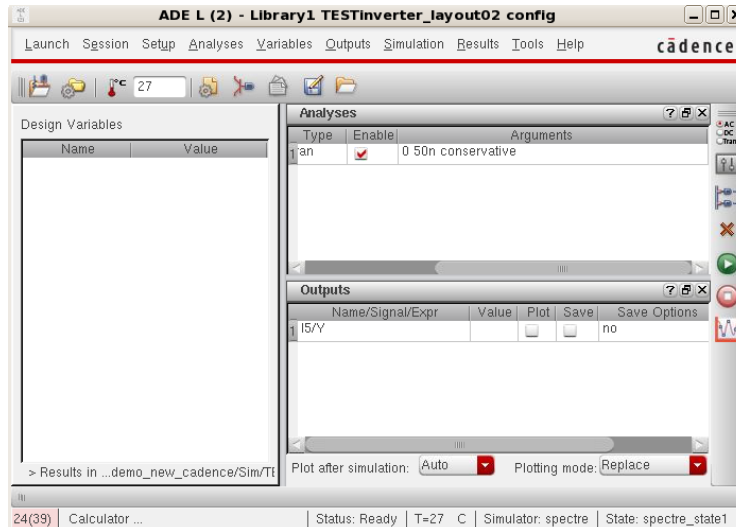 ADE L (2) - Library1 TESTinverter_layout02 config
Launch Session Setup Analyses Variables Outputs Simulation Results Tools Help cādence
°C 27
Design Variables
Name Value
Analyses
Type Enable Arguments
1 ran 0 50n conservative
AC
DC
Tran
Outputs
Name/Signal/Expr Value Plot Save Save Options
1 I5/Y no
> Results in ...demo_new_cadence/Sim/TE
Plot after simulation: Auto Plotting mode: Replace
24(39) Calculator ... Status: Ready T=27 C Simulator: spectre State: spectre_state1